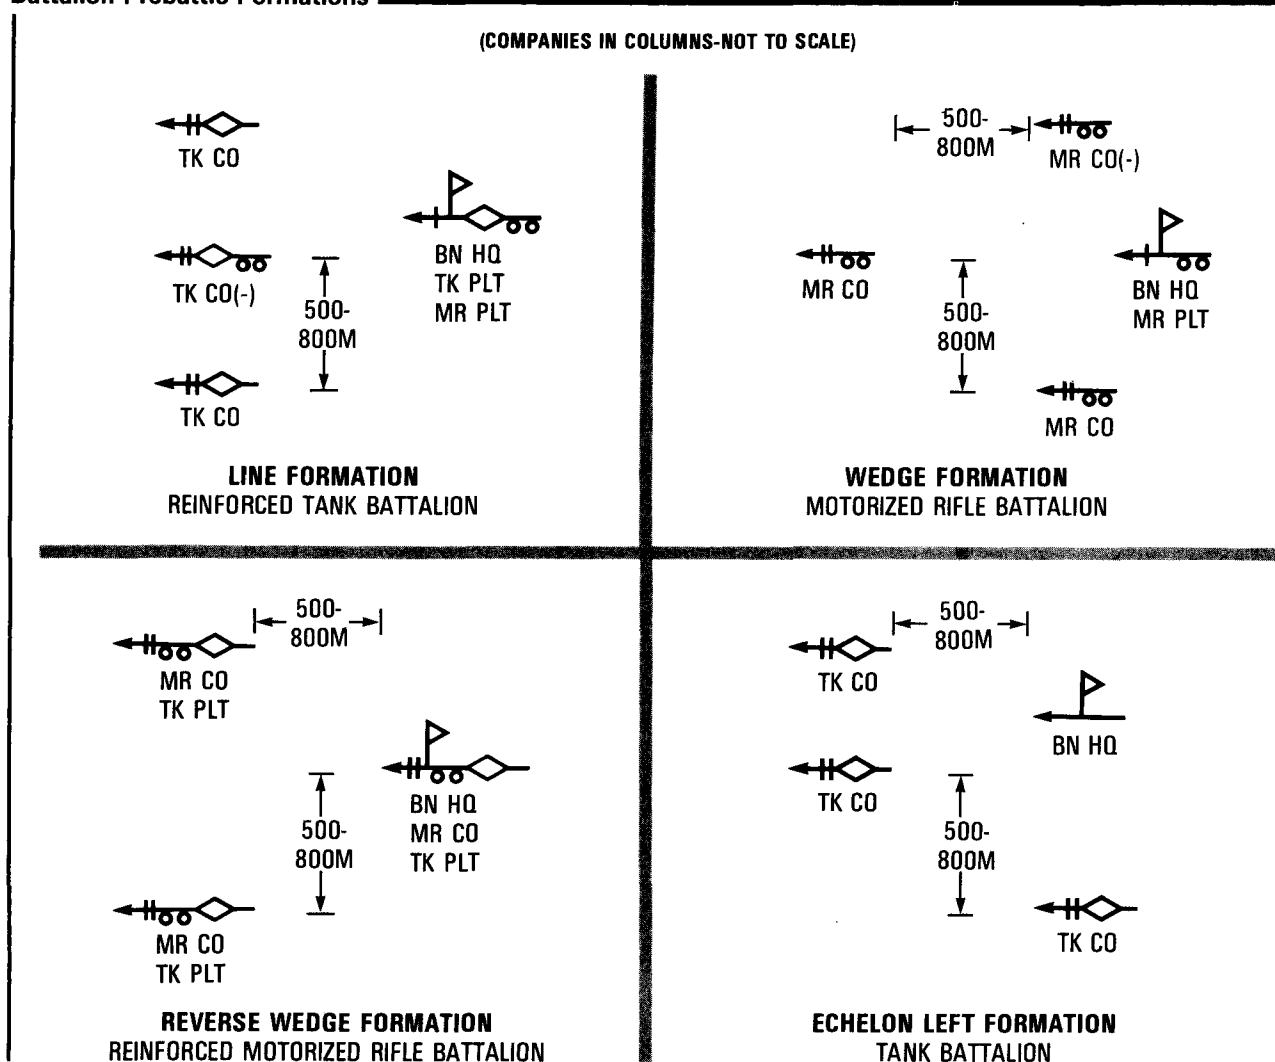 Battalion Prebattle Formations
(COMPANIES IN COLUMNS-NOT TO SCALE)
TK CO
TK CO(-)
TK CO
500-
800M
BN HQ
TK PLT
MR PLT
LINE FORMATION
REINFORCED TANK BATTALION
500-
800M
MR CO(-)
MR CO
500-
800M
BN HQ
MR PLT
MR CO
WEDGE FORMATION
MOTORIZED RIFLE BATTALION
500-
800M
MR CO
TK PLT
BN HQ
MR CO
TK PLT
500-
800M
MR CO
TK PLT
REVERSE WEDGE FORMATION
REINFORCED MOTORIZED RIFLE BATTALION
500-
800M
TK CO
BN HQ
TK CO
500-
800M
TK CO
ECHELON LEFT FORMATION
TANK BATTALION